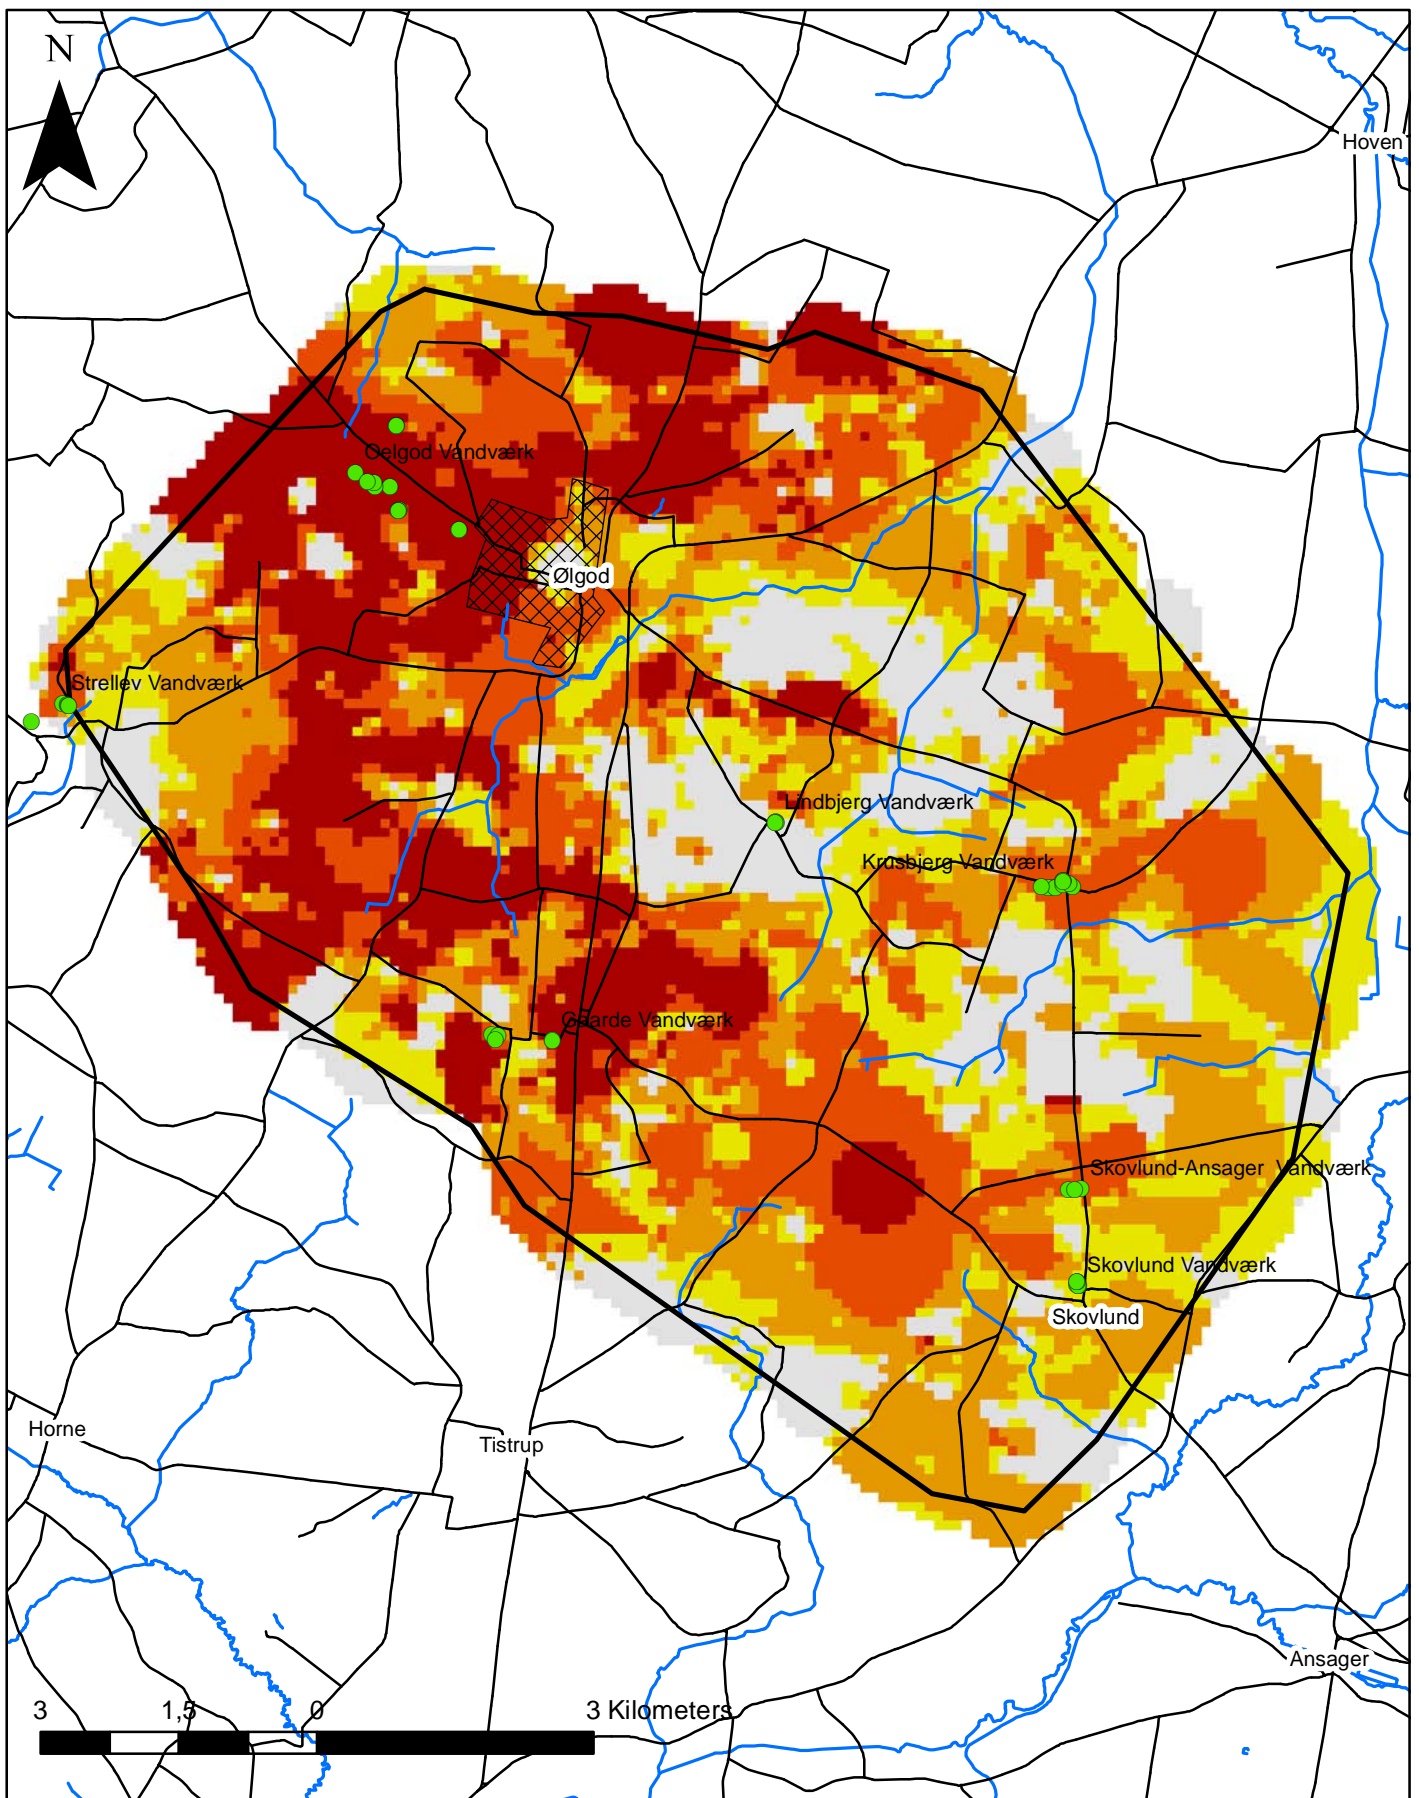 N
Hoven
Oelgod Vandværk
Ølgod
Strellev Vandværk
Lindbjerg Vandværk
Krusbjerg Vandværk
Gaarde Vandværk
Skovlund-Ansager Vandværk
Skovlund Vandværk
Skovlund
Horne
Tistrup
Ansager
3 1,5 0 3 Kilometers